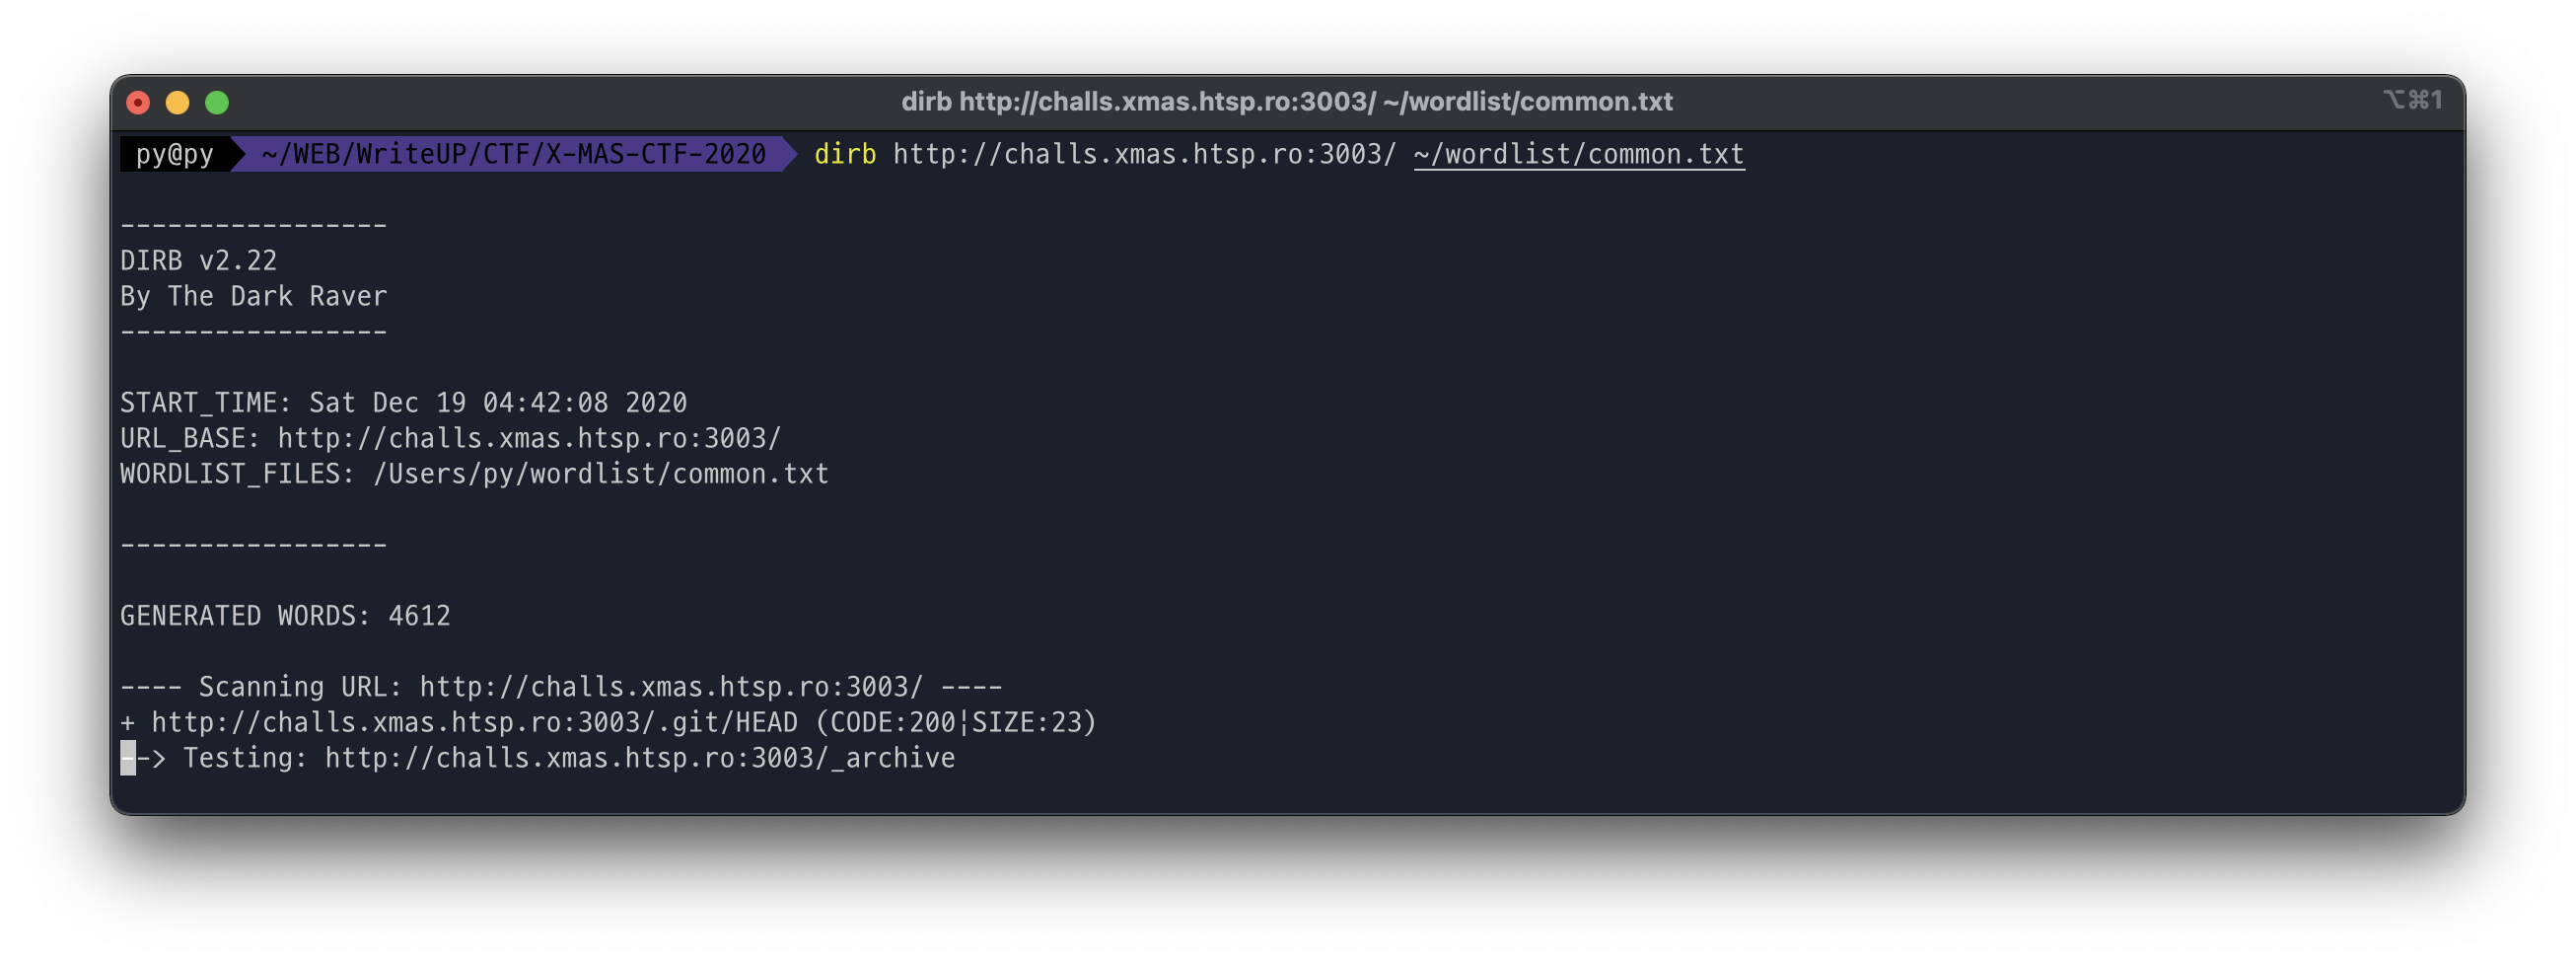 dirb http://challs.xmas.htsp.ro:3003/ ~/wordlist/common.txt ⌥⌘1
py@py ~/WEB/WriteUP/CTF/X-MAS-CTF-2020 dirb http://challs.xmas.htsp.ro:3003/ ~/wordlist/common.txt
-----------------
DIRB v2.22
By The Dark Raver
-----------------
START_TIME: Sat Dec 19 04:42:08 2020
URL_BASE: http://challs.xmas.htsp.ro:3003/
WORDLIST_FILES: /Users/py/wordlist/common.txt
-----------------
GENERATED WORDS: 4612
---- Scanning URL: http://challs.xmas.htsp.ro:3003/ ----
+ http://challs.xmas.htsp.ro:3003/.git/HEAD (CODE:200|SIZE:23)
--> Testing: http://challs.xmas.htsp.ro:3003/_archive